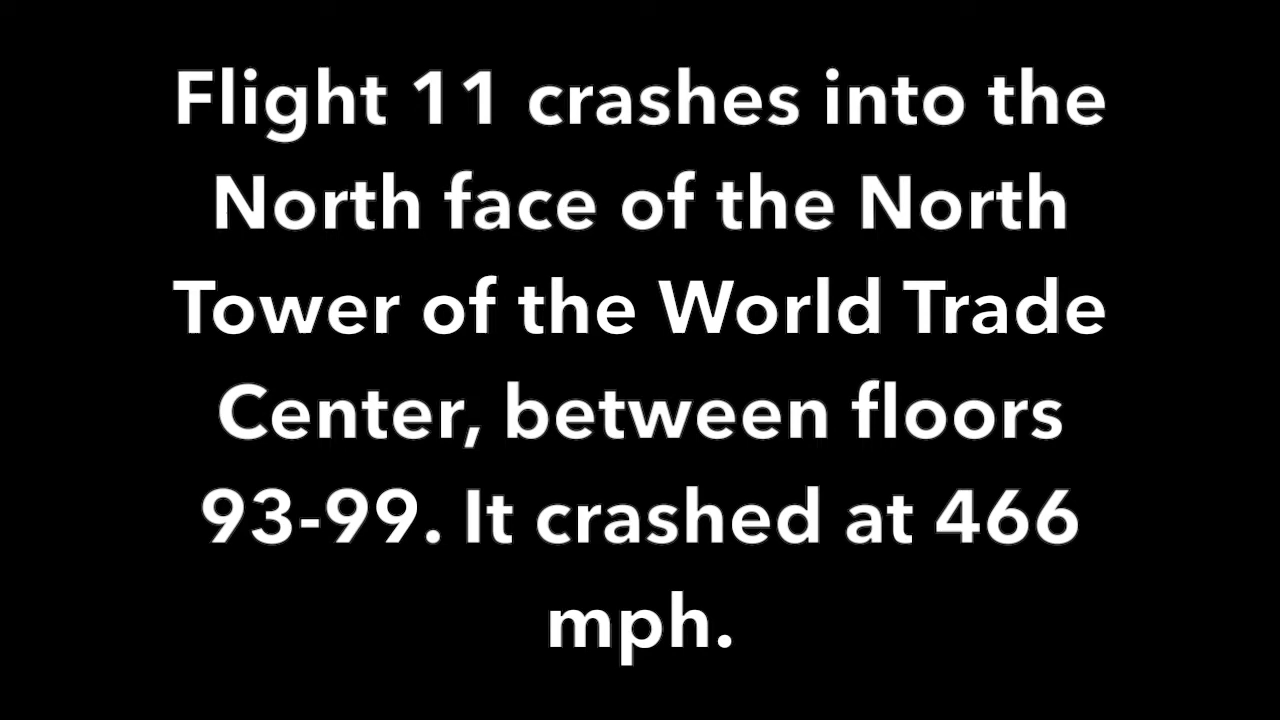 Flight 11 crashes into the
North face of the North
Tower of the World Trade
Center, between floors
93-99. It crashed at 466
mph.